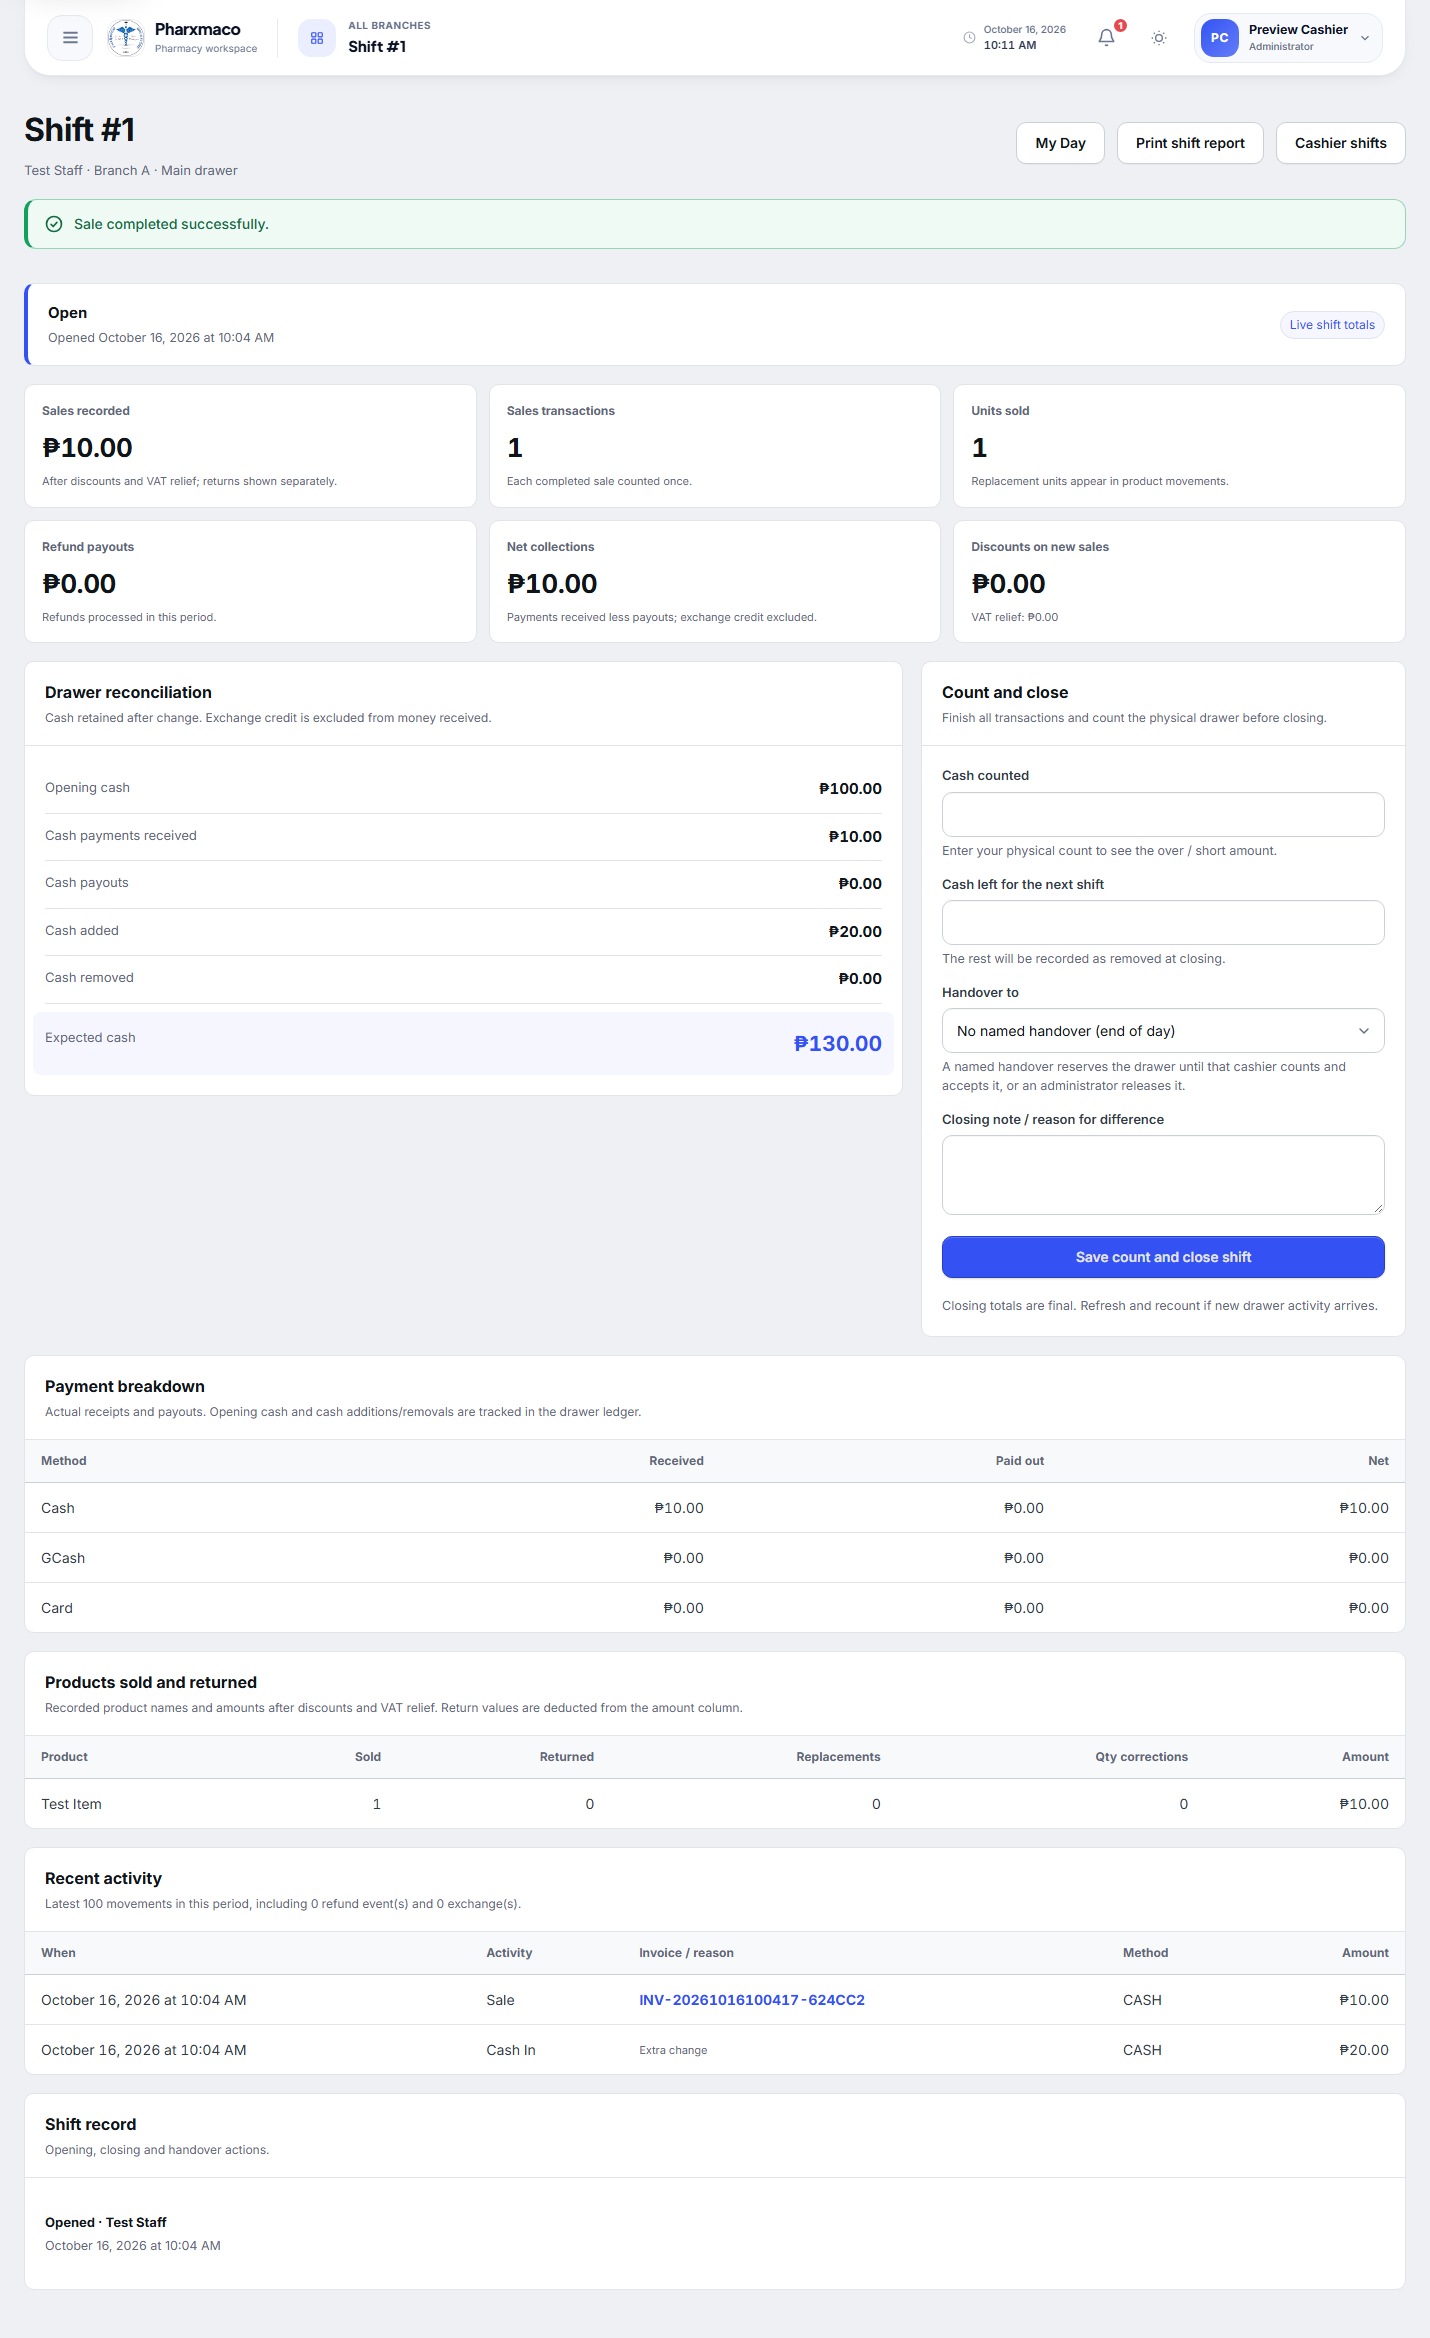 Pharxmaco
Pharmacy workspace
ALL BRANCHES
Shift #1
October 16, 2026
10:11 AM
1
PC
Preview Cashier
Administrator
Shift #1
Test Staff · Branch A · Main drawer
My Day
Print shift report
Cashier shifts
Sale completed successfully.
Open
Opened October 16, 2026 at 10:04 AM
Live shift totals
Sales recorded
₱10.00
After discounts and VAT relief; returns shown separately.
Sales transactions
1
Each completed sale counted once.
Units sold
1
Replacement units appear in product movements.
Refund payouts
₱0.00
Refunds processed in this period.
Net collections
₱10.00
Payments received less payouts; exchange credit excluded.
Discounts on new sales
₱0.00
VAT relief: ₱0.00
Drawer reconciliation
Cash retained after change. Exchange credit is excluded from money received.
Opening cash ₱100.00
Cash payments received ₱10.00
Cash payouts ₱0.00
Cash added ₱20.00
Cash removed ₱0.00
Expected cash ₱130.00
Count and close
Finish all transactions and count the physical drawer before closing.
Cash counted
Enter your physical count to see the over / short amount.
Cash left for the next shift
The rest will be recorded as removed at closing.
Handover to
No named handover (end of day)
A named handover reserves the drawer until that cashier counts and
accepts it, or an administrator releases it.
Closing note / reason for difference
Save count and close shift
Closing totals are final. Refresh and recount if new drawer activity arrives.
Payment breakdown
Actual receipts and payouts. Opening cash and cash additions/removals are tracked in the drawer ledger.
Method Received Paid out Net
Cash ₱10.00 ₱0.00 ₱10.00
GCash ₱0.00 ₱0.00 ₱0.00
Card ₱0.00 ₱0.00 ₱0.00
Products sold and returned
Recorded product names and amounts after discounts and VAT relief. Return values are deducted from the amount column.
Product Sold Returned Replacements Qty corrections Amount
Test Item 1 0 0 0 ₱10.00
Recent activity
Latest 100 movements in this period, including 0 refund event(s) and 0 exchange(s).
When Activity Invoice / reason Method Amount
October 16, 2026 at 10:04 AM Sale INV-20261016100417-624CC2 CASH ₱10.00
October 16, 2026 at 10:04 AM Cash In Extra change CASH ₱20.00
Shift record
Opening, closing and handover actions.
Opened · Test Staff
October 16, 2026 at 10:04 AM